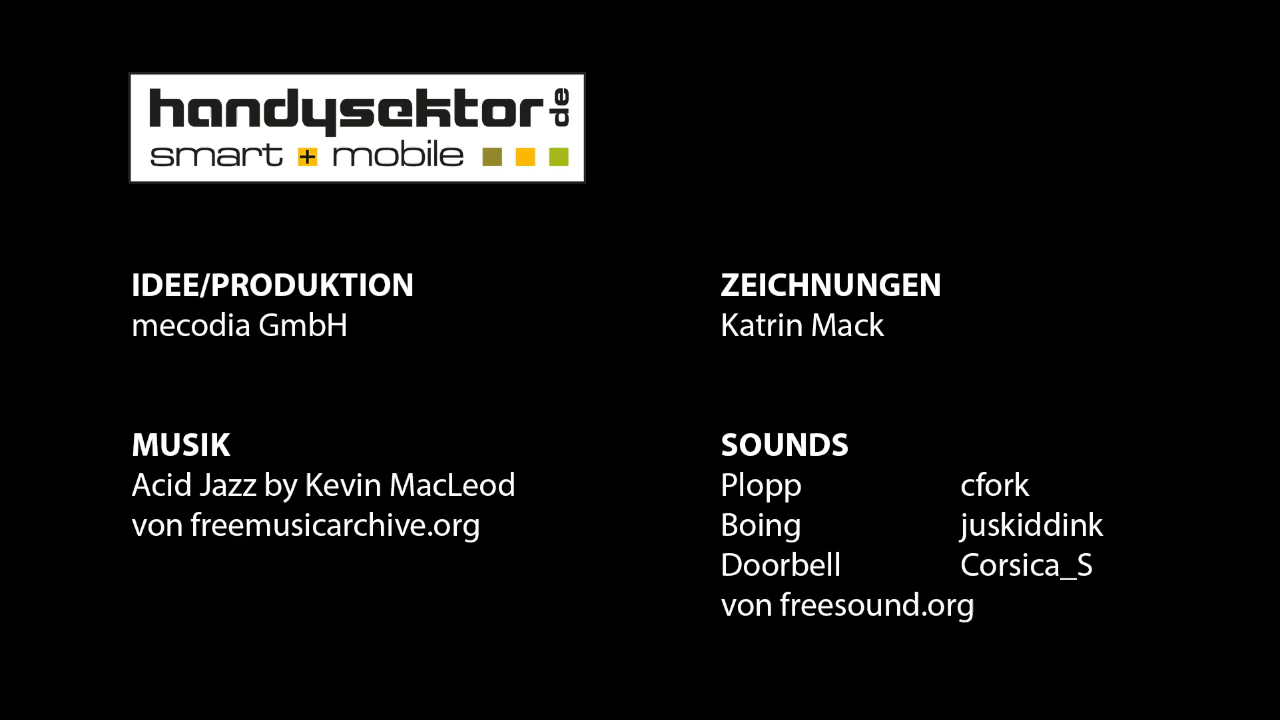 handysektor.de
smart + mobile
IDEE/PRODUKTION
mecodia GmbH
ZEICHNUNGEN
Katrin Mack
MUSIK
Acid Jazz by Kevin MacLeod
von freemusicarchive.org
SOUNDS
Plopp cfork
Boing juskiddink
Doorbell Corsica_S
von freesound.org